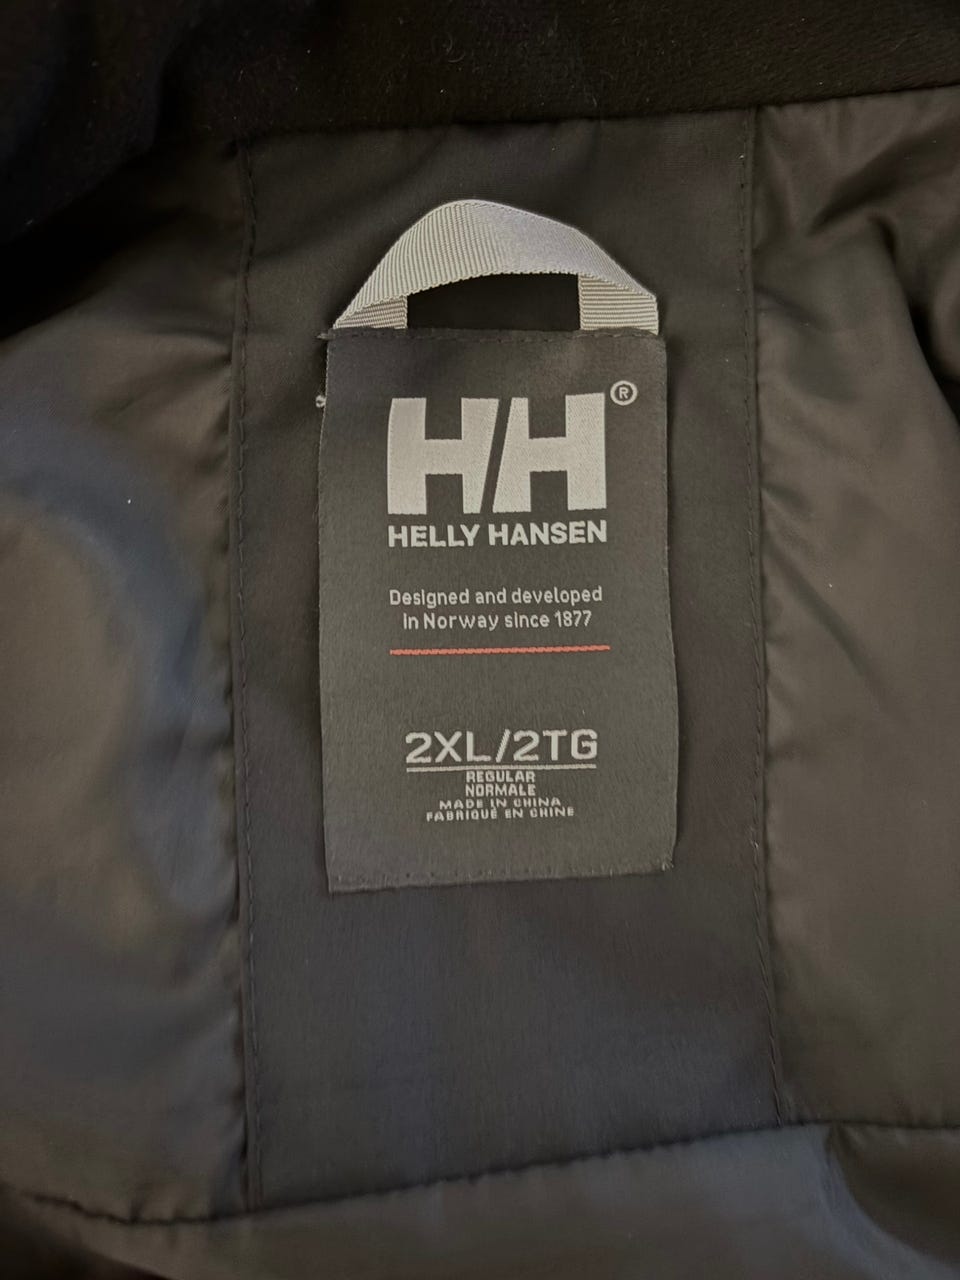 HH®
HELLY HANSEN
Designed and developed
in Norway since 1877
2XL/2TG
REGULAR
NORMALE
MADE IN CHINA
FABRIQUÉ EN CHINE